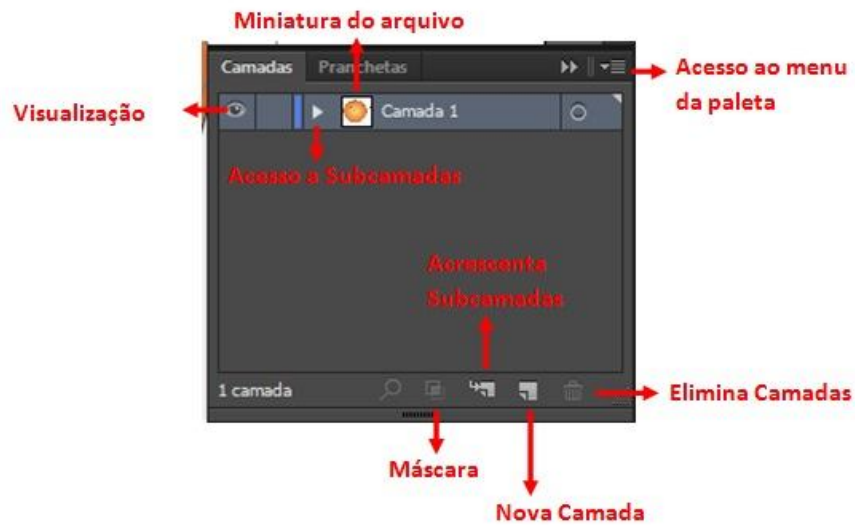 Miniatura do arquivo
Camadas Pranchetas
Acesso ao menu
da paleta
Visualização
Camada 1
Acesso a Subcamadas
Acrescenta
Subcamadas
1 camada
Elimina Camadas
Máscara
Nova Camada